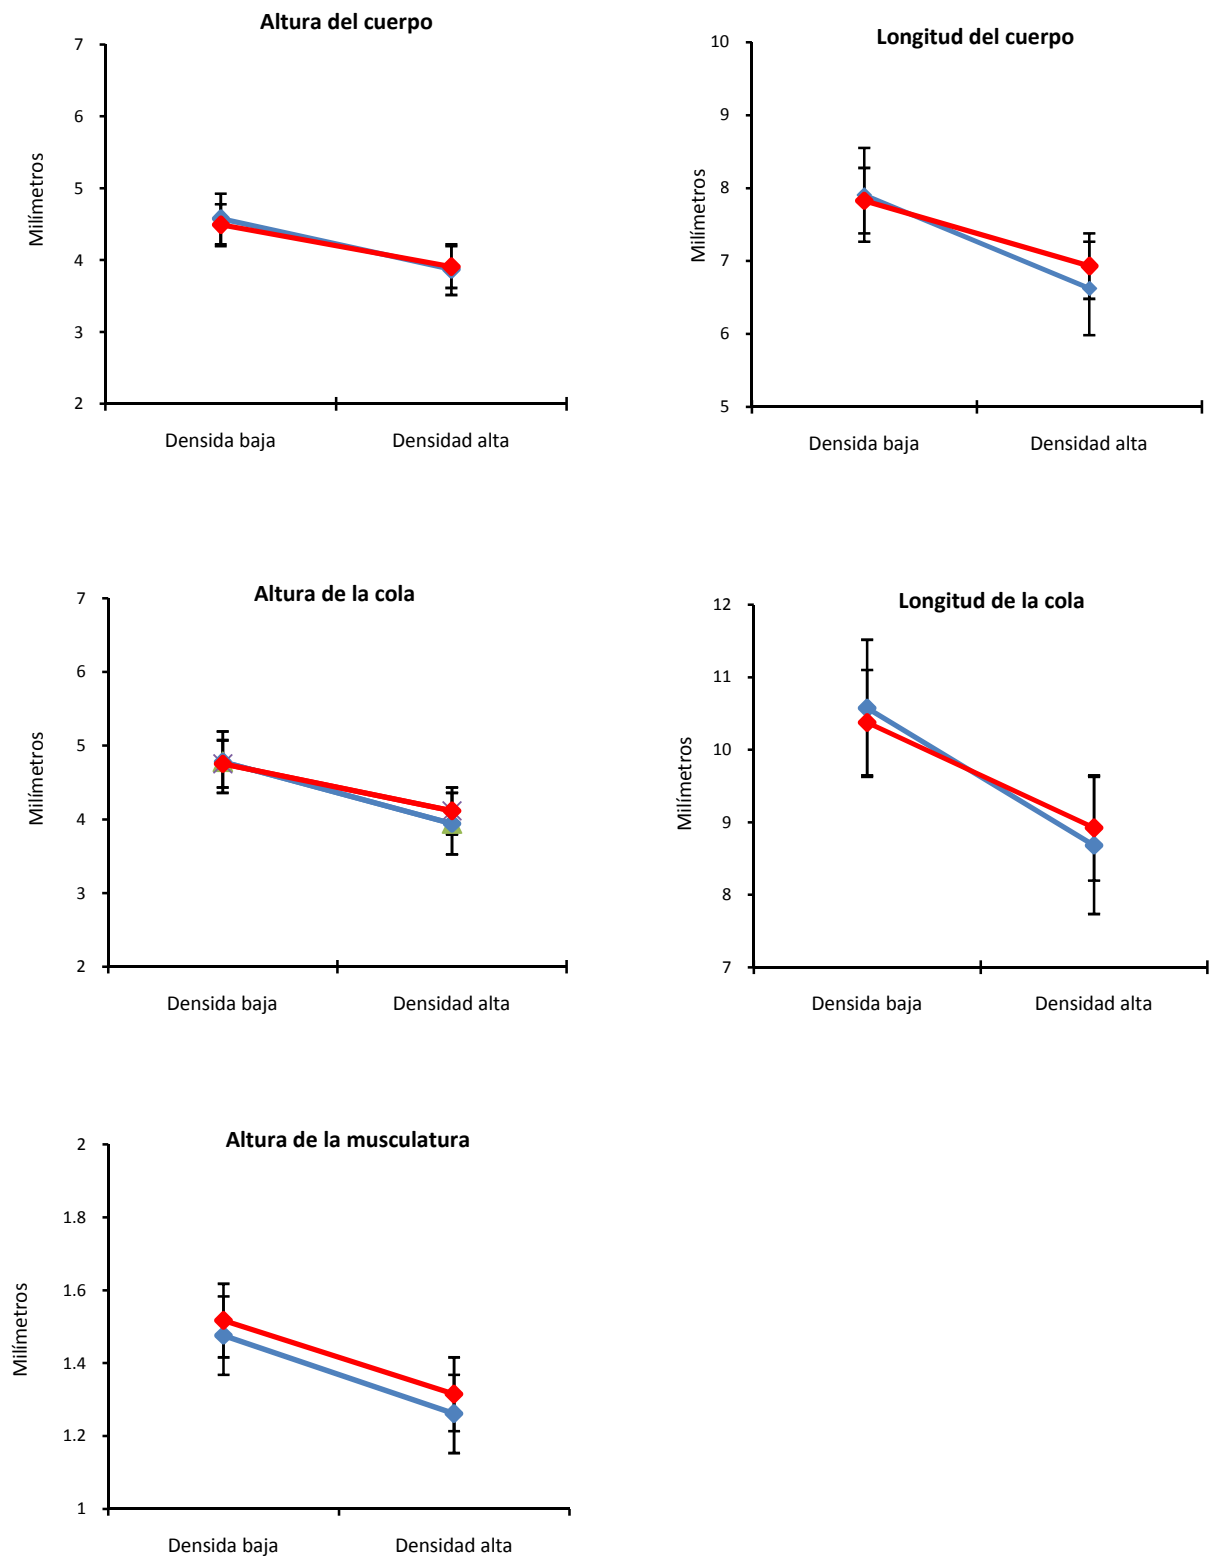 Altura del cuerpo
7
6
5
4
3
2
Milímetros
Densida baja
Densidad alta
Longitud del cuerpo
10
9
8
7
6
5
Milímetros
Densida baja
Densidad alta
Altura de la cola
7
6
5
4
3
2
Milímetros
Densida baja
Densidad alta
Longitud de la cola
12
11
10
9
8
7
Milímetros
Densida baja
Densidad alta
Altura de la musculatura
2
1.8
1.6
1.4
1.2
1
Milímetros
Densida baja
Densidad alta